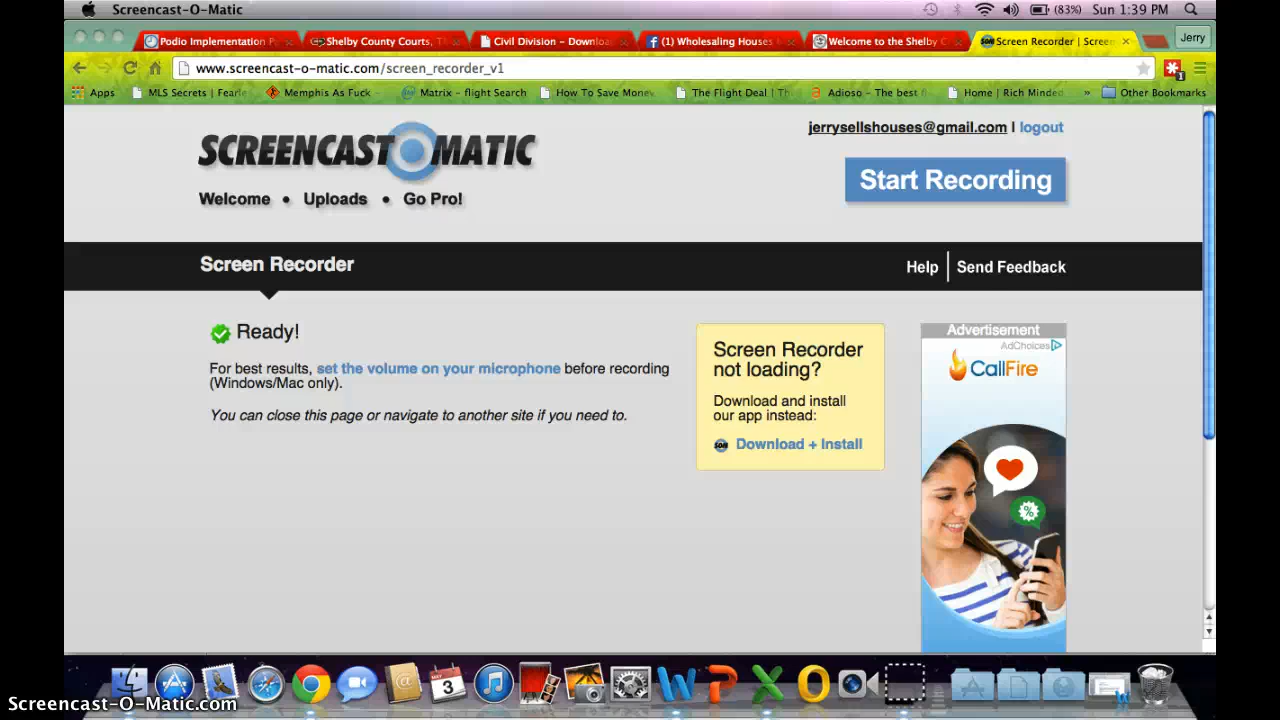 Screencast-O-Matic
(83%) Sun 1:39 PM
Podio Implementation P
Shelby County Courts, T
Civil Division – Downloa
(1) Wholesaling Houses
Welcome to the Shelby C
Screen Recorder | Screen
Jerry
www.screencast-o-matic.com/screen_recorder_v1
1
Apps
MLS Secrets | Fearle
Memphis As Fuck –
Matrix – flight Search
How To Save Money
The Flight Deal | Th
Adioso – The best fl
Home | Rich Minded
»
Other Bookmarks
SCREENCAST-O-MATIC
jerrysellshouses@gmail.com | logout
Start Recording
Welcome • Uploads • Go Pro!
Screen Recorder
Help | Send Feedback
Ready!
For best results, set the volume on your microphone before recording
(Windows/Mac only).
You can close this page or navigate to another site if you need to.
Screen Recorder
not loading?
Download and install
our app instead:
SOM Download + Install
Advertisement
AdChoices
CallFire
%
MAY
3
W P X O
Screencast-O-Matic.com